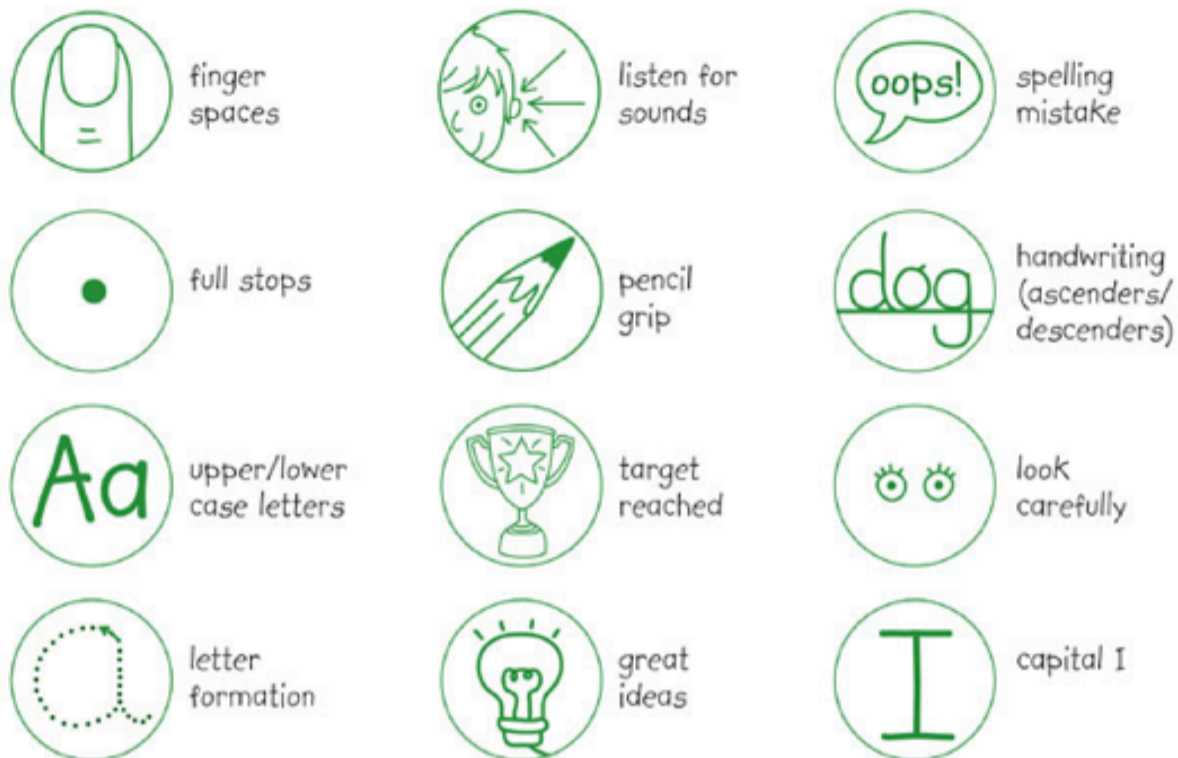 finger
spaces
listen for
sounds
oops!
spelling
mistake
full stops
pencil
grip
dog
handwriting
(ascenders/
descenders)
Aa
upper/lower
case letters
target
reached
look
carefully
a
letter
formation
great
ideas
I
capital I